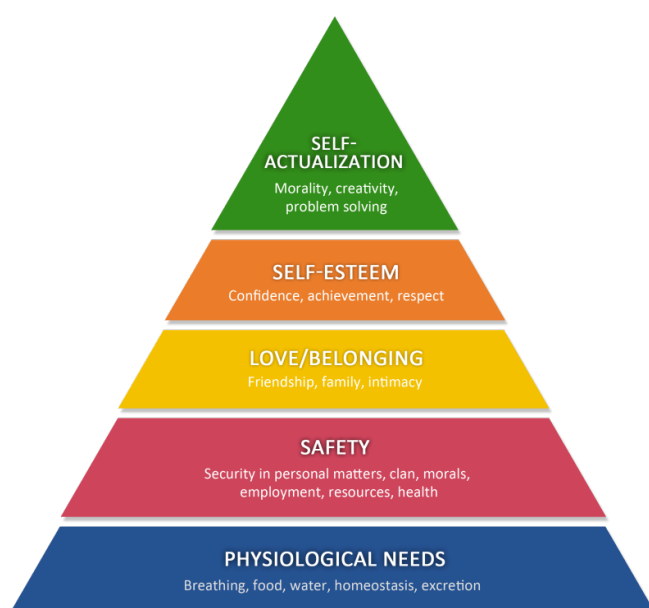 SELF-
ACTUALIZATION
Morality, creativity,
problem solving
SELF-ESTEEM
Confidence, achievement, respect
LOVE/BELONGING
Friendship, family, intimacy
SAFETY
Security in personal matters, clan, morals,
employment, resources, health
PHYSIOLOGICAL NEEDS
Breathing, food, water, homeostasis, excretion